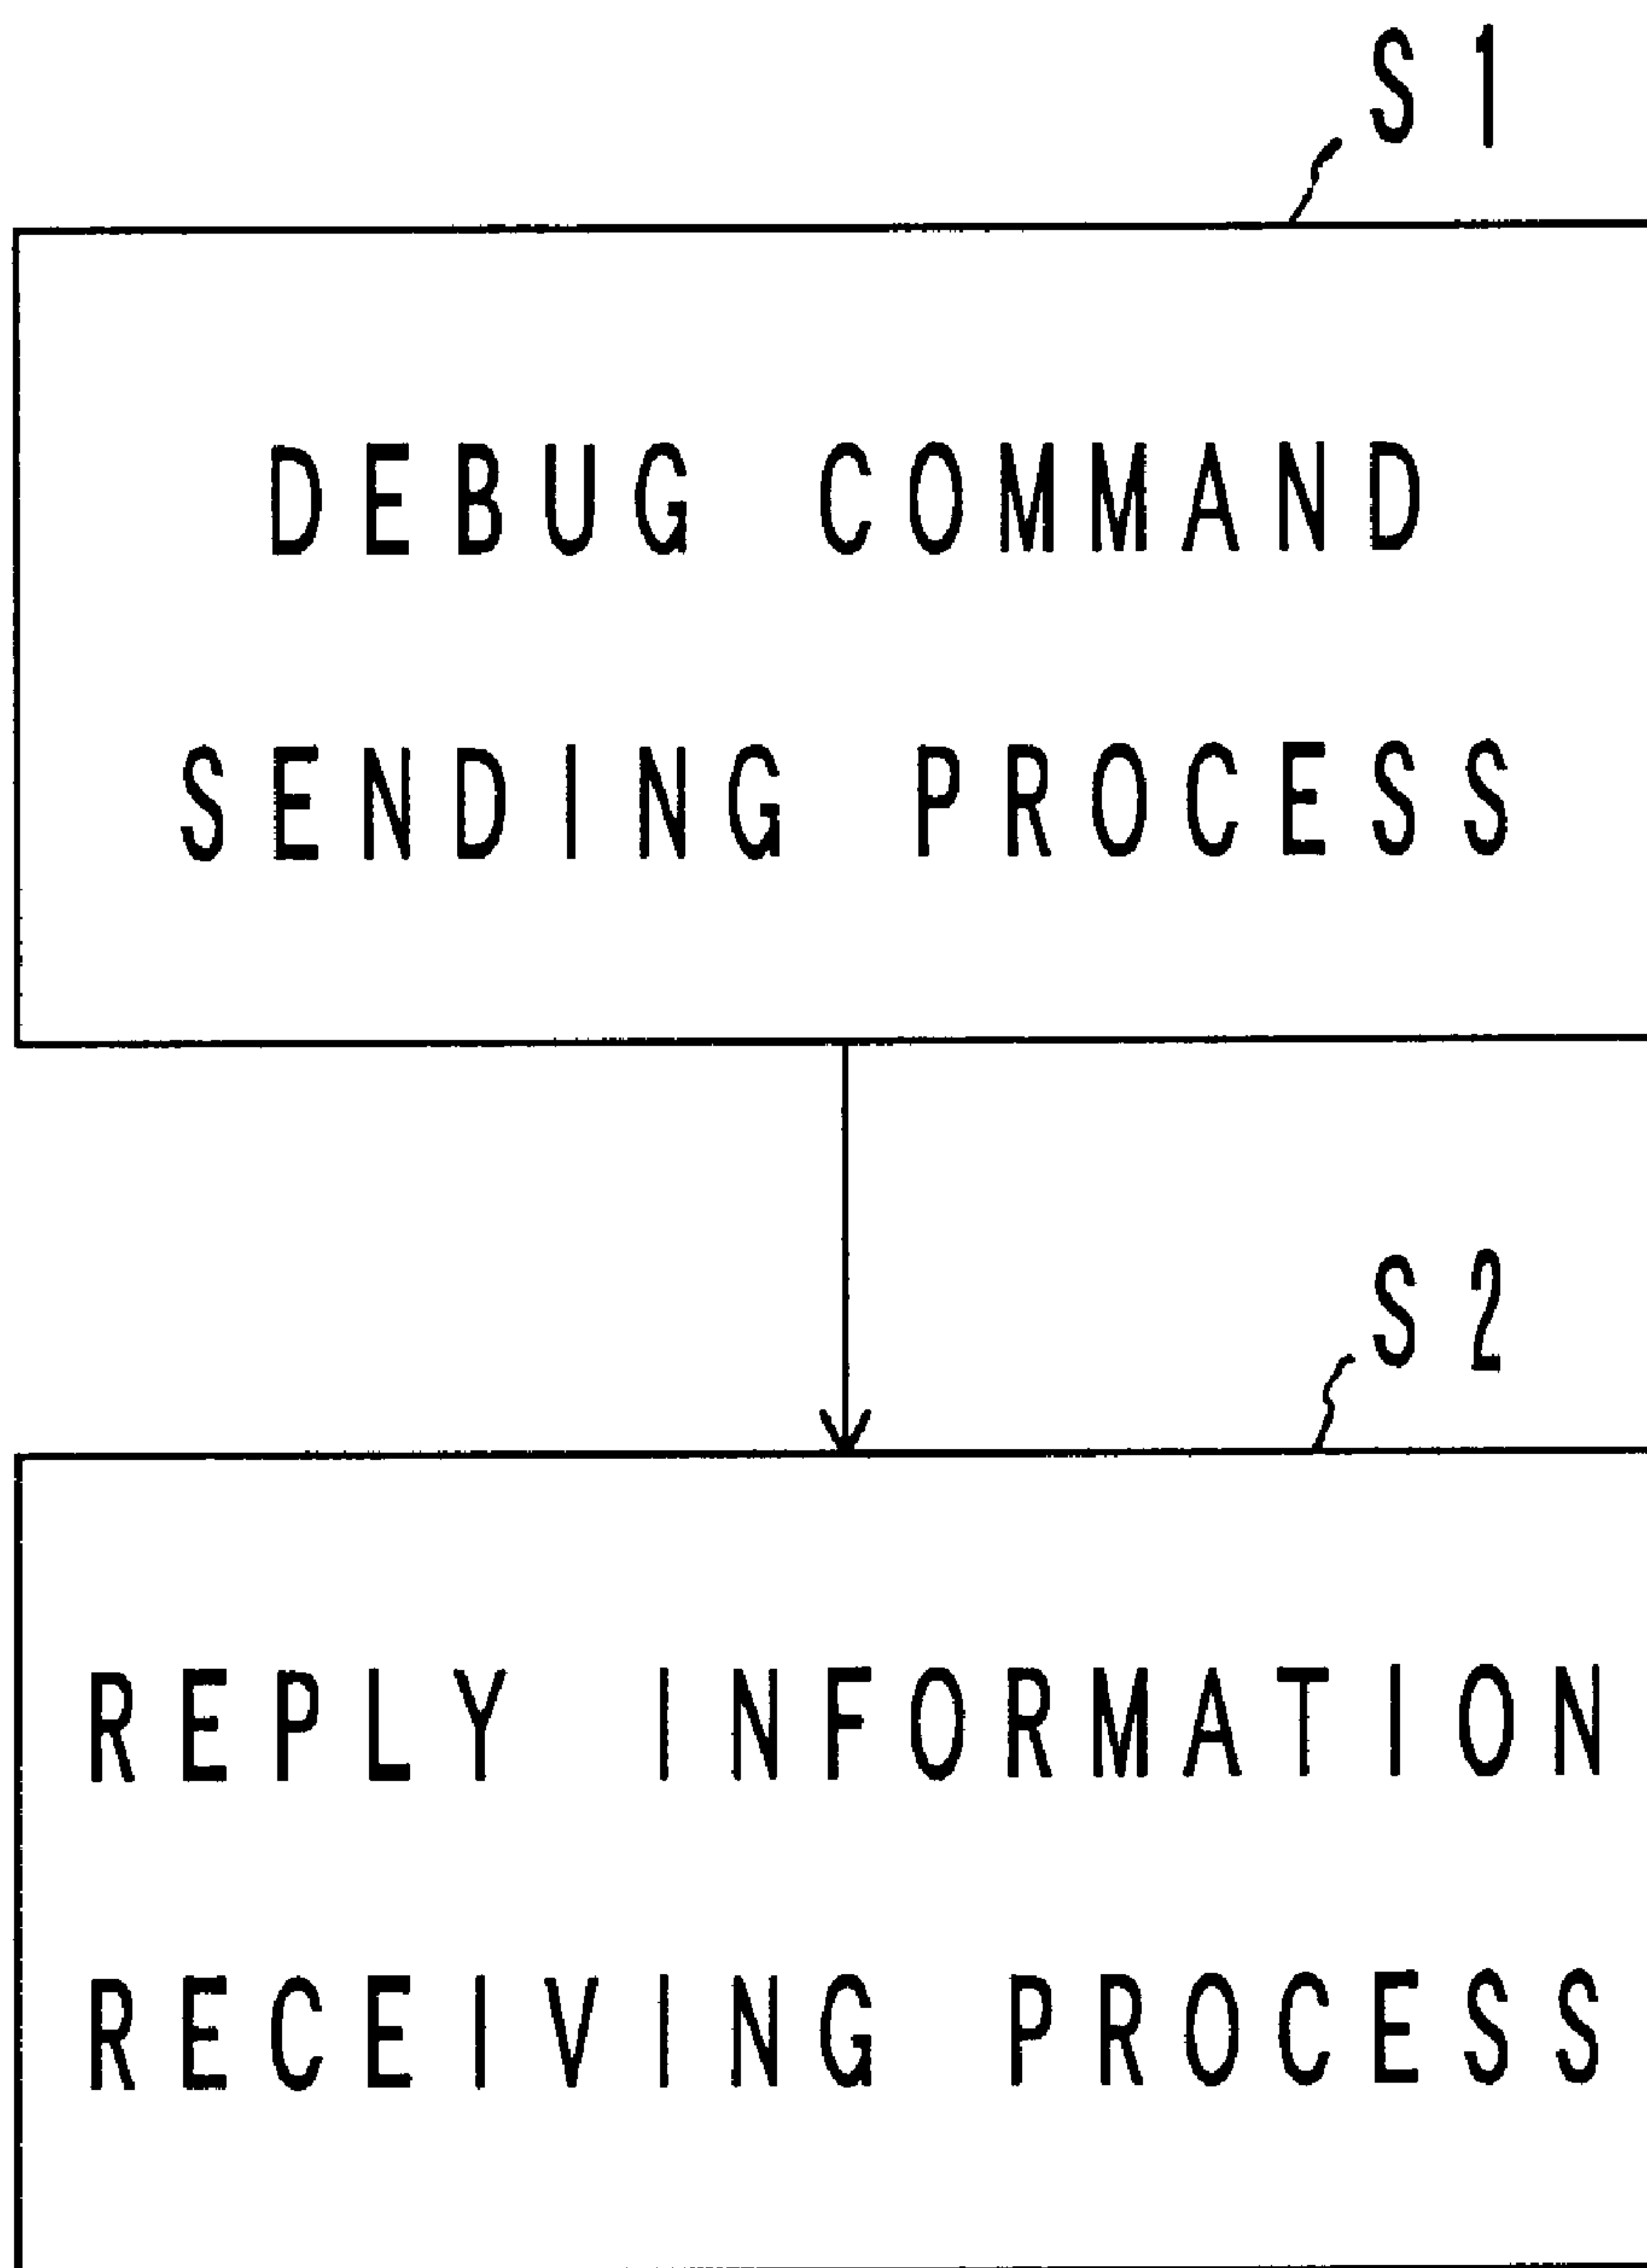 S1
DEBUG COMMAND
SENDING PROCESS
S2
REPLY INFORMATION
RECEIVING PROCESS